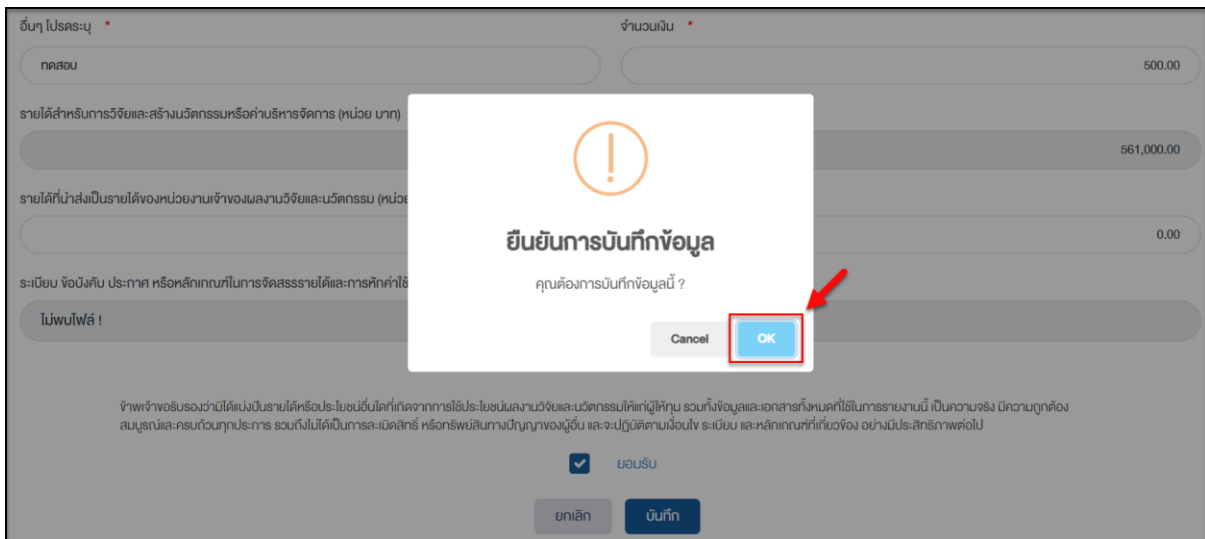 อื่นๆ โปรดระบุ * จำนวนเงิน *
ทดสอบ 500.00
รายได้สำหรับการวิจัยและสร้างนวัตกรรมหรือค่าบริหารจัดการ (หน่วย บาท)
561,000.00
รายได้ที่นำส่งเป็นรายได้ของหน่วยงานเจ้าของผลงานวิจัยและนวัตกรรม (หน่วย
0.00
ระเบียบ ข้อบังคับ ประกาศ หรือหลักเกณฑ์ในการจัดสรรรายได้และการหักค่าใช้
ไม่พบไฟล์ !
ยืนยันการบันทึกข้อมูล
คุณต้องการบันทึกข้อมูลนี้ ?
Cancel OK
ข้าพเจ้าขอรับรองว่ามิได้แบ่งปันรายได้หรือประโยชน์อื่นใดที่เกิดจากการใช้ประโยชน์ผลงานวิจัยและนวัตกรรมให้แก่ผู้ให้ทุน รวมทั้งข้อมูลและเอกสารทั้งหมดที่ใช้ในการรายงานนี้ เป็นความจริง มีความถูกต้อง
สมบูรณ์และครบถ้วนทุกประการ รวมถึงไม่ได้เป็นการละเมิดสิทธิ์ หรือทรัพย์สินทางปัญญาของผู้อื่น และจะปฏิบัติตามเงื่อนไข ระเบียบ และหลักเกณฑ์ที่เกี่ยวข้อง อย่างมีประสิทธิภาพต่อไป
ยอมรับ
ยกเลิก บันทึก